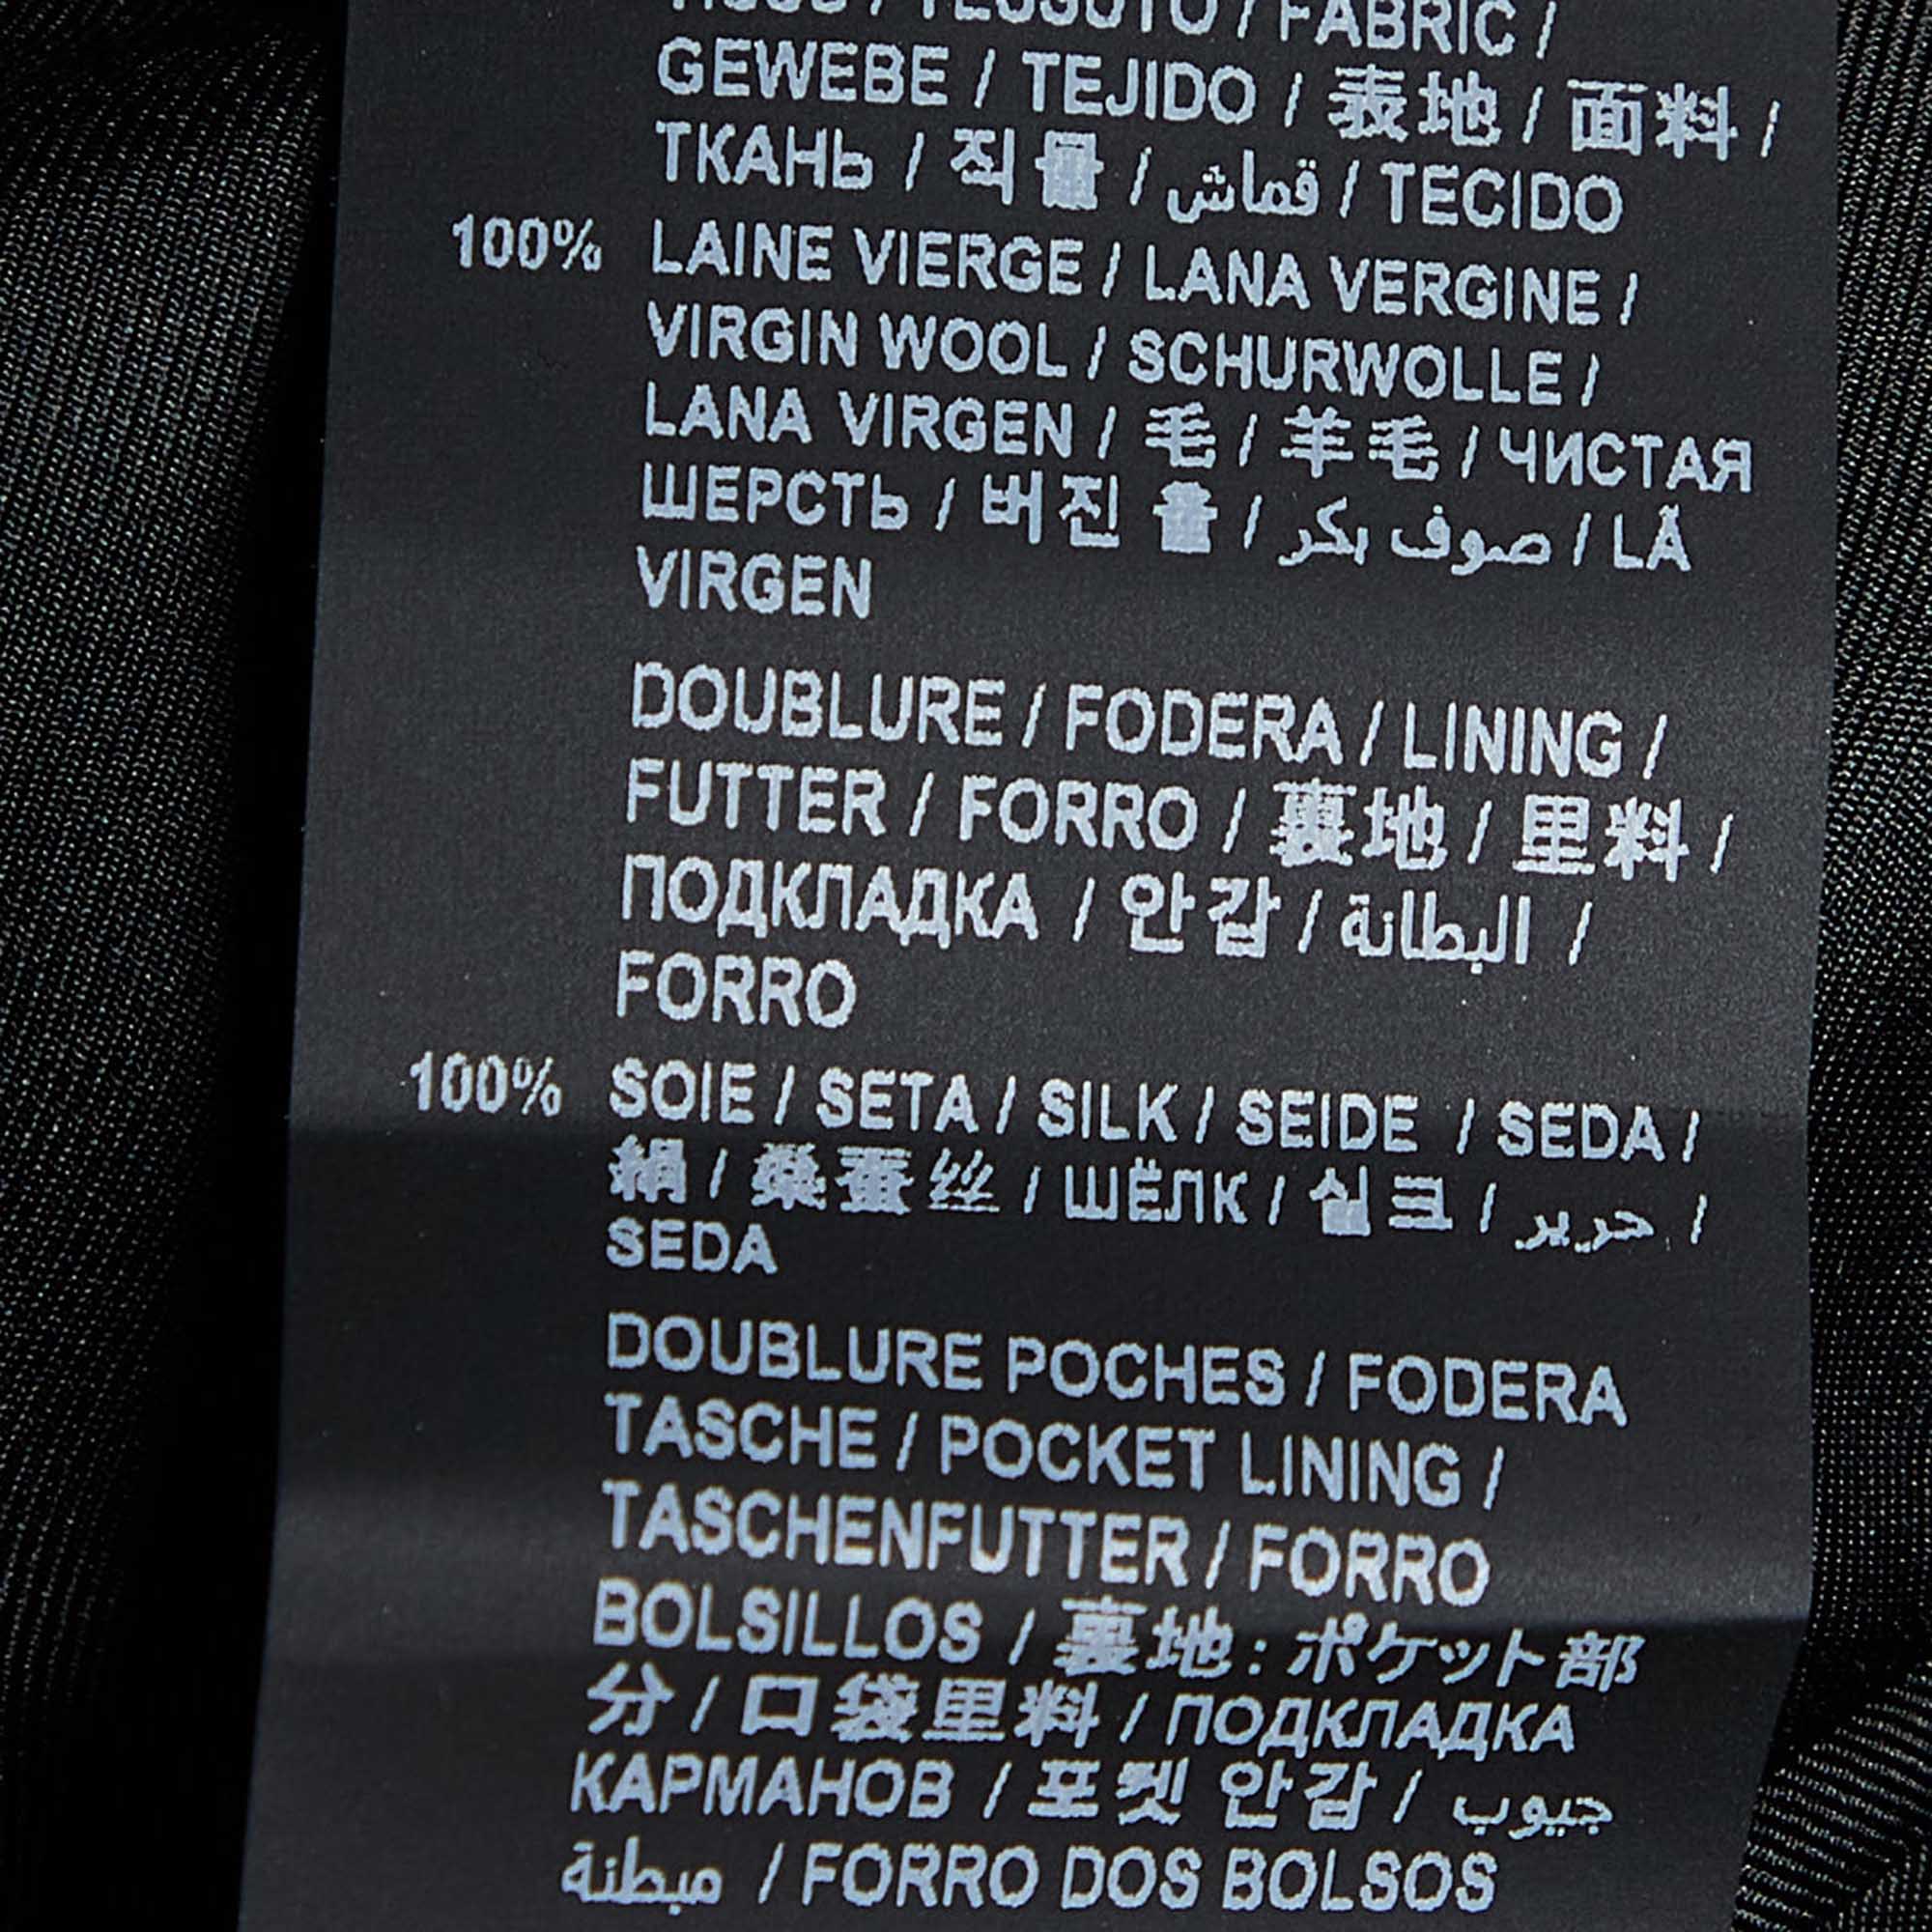 TISSU / TESSUTO / FABRIC /
GEWEBE / TEJIDO / 表地 / 面料 /
ТКАНЬ / 직물 / قماش / TECIDO
100% LAINE VIERGE / LANA VERGINE /
VIRGIN WOOL / SCHURWOLLE /
LANA VIRGEN / 毛 / 羊毛 / ЧИСТАЯ
ШЕРСТЬ / 버진 울 / صوف بكر / LÃ
VIRGEN
DOUBLURE / FODERA / LINING /
FUTTER / FORRO / 裏地 / 里料 /
ПОДКЛАДКА / 안감 / البطانة /
FORRO
100% SOIE / SETA / SILK / SEIDE / SEDA /
絹 / 桑蚕丝 / ШЁЛК / 실크 / حرير /
SEDA
DOUBLURE POCHES / FODERA
TASCHE / POCKET LINING /
TASCHENFUTTER / FORRO
BOLSILLOS / 裏地 : ポケット部
分 / 口袋里料 / ПОДКЛАДКА
КАРМАНОВ / 포켓 안감 / جيوب
مبطنة / FORRO DOS BOLSOS